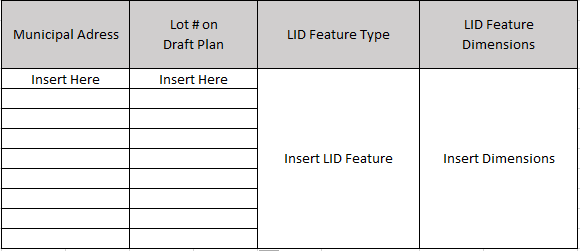 Municipal Adress
Lot # on
Draft Plan
LID Feature Type
LID Feature
Dimensions
Insert Here
Insert Here
Insert LID Feature
Insert Dimensions